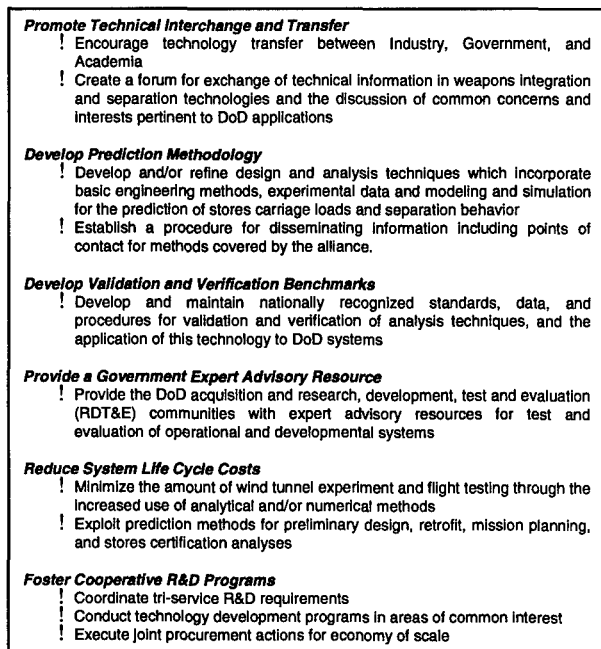 Promote Technical Interchange and Transfer
! Encourage technology transfer between Industry, Government, and
Academia
! Create a forum for exchange of technical information in weapons integration
and separation technologies and the discussion of common concerns and
interests pertinent to DoD applications
Develop Prediction Methodology
! Develop and/or refine design and analysis techniques which incorporate
basic engineering methods, experimental data and modeling and simulation
for the prediction of stores carriage loads and separation behavior
! Establish a procedure for disseminating information including points of
contact for methods covered by the alliance.
Develop Validation and Verification Benchmarks
! Develop and maintain nationally recognized standards, data, and
procedures for validation and verification of analysis techniques, and the
application of this technology to DoD systems
Provide a Government Expert Advisory Resource
! Provide the DoD acquisition and research, development, test and evaluation
(RDT&E) communities with expert advisory resources for test and
evaluation of operational and developmental systems
Reduce System Life Cycle Costs
! Minimize the amount of wind tunnel experiment and flight testing through the
increased use of analytical and/or numerical methods
! Exploit prediction methods for preliminary design, retrofit, mission planning,
and stores certification analyses
Foster Cooperative R&D Programs
! Coordinate tri-service R&D requirements
! Conduct technology development programs in areas of common interest
! Execute joint procurement actions for economy of scale